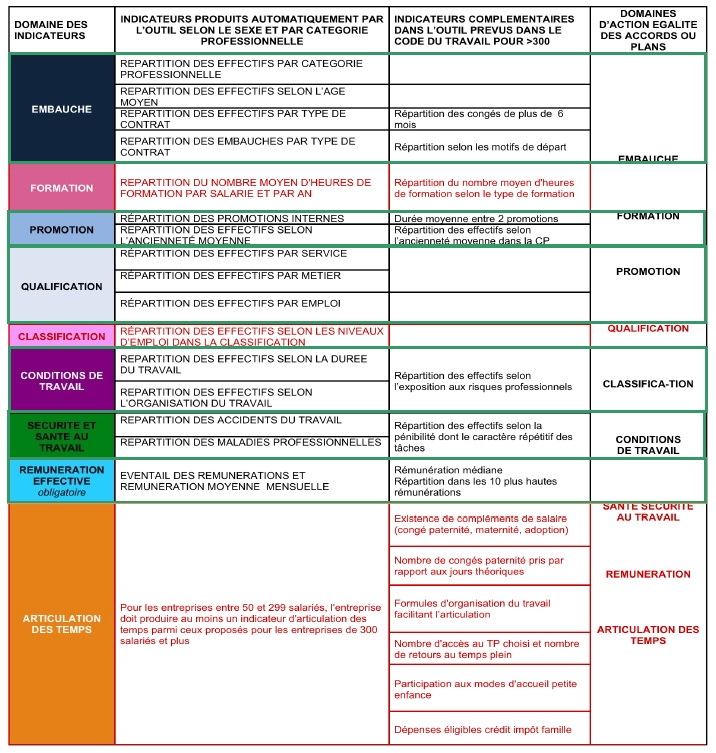 DOMAINE DES
INDICATEURS
INDICATEURS PRODUITS AUTOMATIQUEMENT PAR
L'OUTIL SELON LE SEXE ET PAR CATEGORIE
PROFESSIONNELLE
INDICATEURS COMPLEMENTAIRES
DANS L'OUTIL PREVUS DANS LE
CODE DU TRAVAIL POUR >300
DOMAINES
D'ACTION EGALITE
DES ACCORDS OU
PLANS
EMBAUCHE
REPARTITION DES EFFECTIFS PAR CATEGORIE
PROFESSIONNELLE
REPARTITION DES EFFECTIFS SELON L'AGE
MOYEN
REPARTITION DES EFFECTIFS PAR TYPE DE
CONTRAT
Répartition des congés de plus de 6
mois
REPARTITION DES EMBAUCHES PAR TYPE DE
CONTRAT
Répartition selon les motifs de départ
EMBAUCHE
FORMATION
REPARTITION DU NOMBRE MOYEN D'HEURES DE
FORMATION PAR SALARIE ET PAR AN
Répartition du nombre moyen d'heures
de formation selon le type de formation
FORMATION
PROMOTION
REPARTITION DES PROMOTIONS INTERNES
Durée moyenne entre 2 promotions
REPARTITION DES EFFECTIFS SELON
L'ANCIENNETÉ MOYENNE
Répartition des effectifs selon
l'ancienneté moyenne dans la CP
QUALIFICATION
RÉPARTITION DES EFFECTIFS PAR SERVICE
RÉPARTITION DES EFFECTIFS PAR METIER
RÉPARTITION DES EFFECTIFS PAR EMPLOI
PROMOTION
CLASSIFICATION
RÉPARTITION DES EFFECTIFS SELON LES NIVEAUX
D'EMPLOI DANS LA CLASSIFICATION
QUALIFICATION
CONDITIONS DE
TRAVAIL
REPARTITION DES EFFECTIFS SELON LA DUREE
DU TRAVAIL
REPARTITION DES EFFECTIFS SELON
L'ORGANISATION DU TRAVAIL
Répartition des effectifs selon
l'exposition aux risques professionnels
CLASSIFICA-TION
SECURITE ET
SANTE AU
TRAVAIL
REPARTITION DES ACCIDENTS DU TRAVAIL
REPARTITION DES MALADIES PROFESSIONNELLES
Répartition des effectifs selon la
pénibilité dont le caractère répétitif des
tâches
CONDITIONS
DE TRAVAIL
REMUNERATION
EFFECTIVE
obligatoire
EVENTAIL DES REMUNERATIONS ET
REMUNERATION MOYENNE MENSUELLE
Rémunération médiane
Répartition dans les 10 plus hautes
rémunérations
ARTICULATION
DES TEMPS
Pour les entreprises entre 50 et 299 salariés, l'entreprise
doit produire au moins un indicateur d'articulation des
temps parmi ceux proposés pour les entreprises de 300
salariés et plus
Existence de compléments de salaire
(congé paternité, maternité, adoption)
Nombre de congés paternité pris par
rapport aux jours théoriques
Formules d'organisation du travail
facilitant l'articulation
Nombre d'accès au TP choisi et nombre
de retours au temps plein
Participation aux modes d'accueil petite
enfance
Dépenses éligibles crédit impôt famille
SANTE SECURITE
AU TRAVAIL
REMUNERATION
ARTICULATION DES
TEMPS